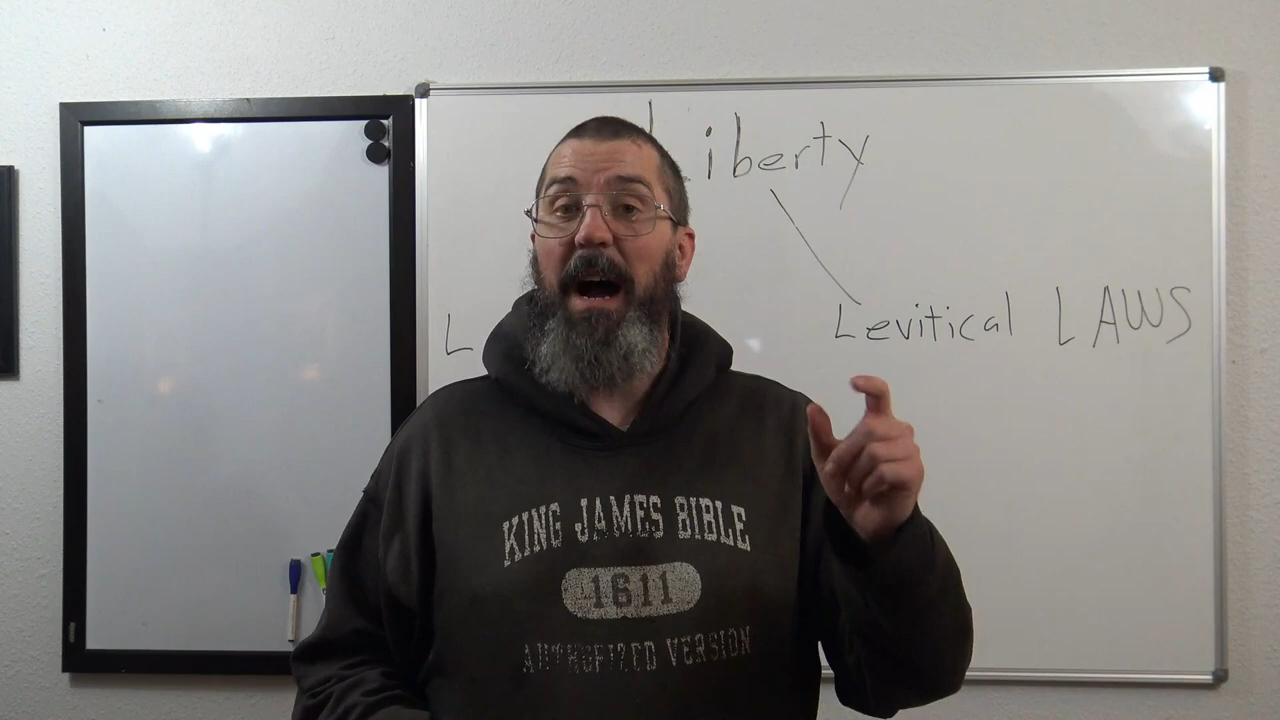 Liberty
L
Levitical LAWS
KING JAMES BIBLE
1611
AUTHORIZED VERSION